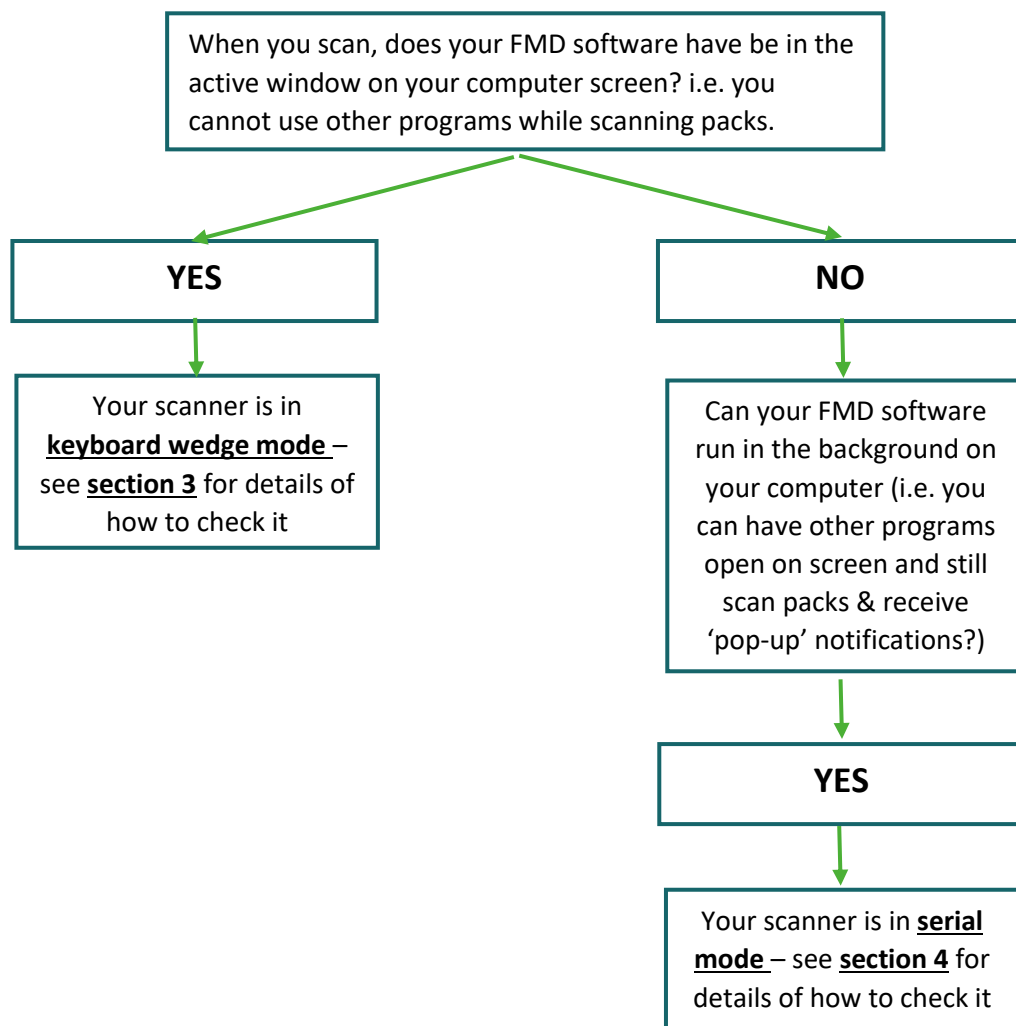 When you scan, does your FMD software have be in the
active window on your computer screen? i.e. you
cannot use other programs while scanning packs.
YES
Your scanner is in
keyboard wedge mode –
see section 3 for details of
how to check it
NO
Can your FMD software
run in the background on
your computer (i.e. you
can have other programs
open on screen and still
scan packs & receive
‘pop-up’ notifications?)
YES
Your scanner is in serial
mode – see section 4 for
details of how to check it